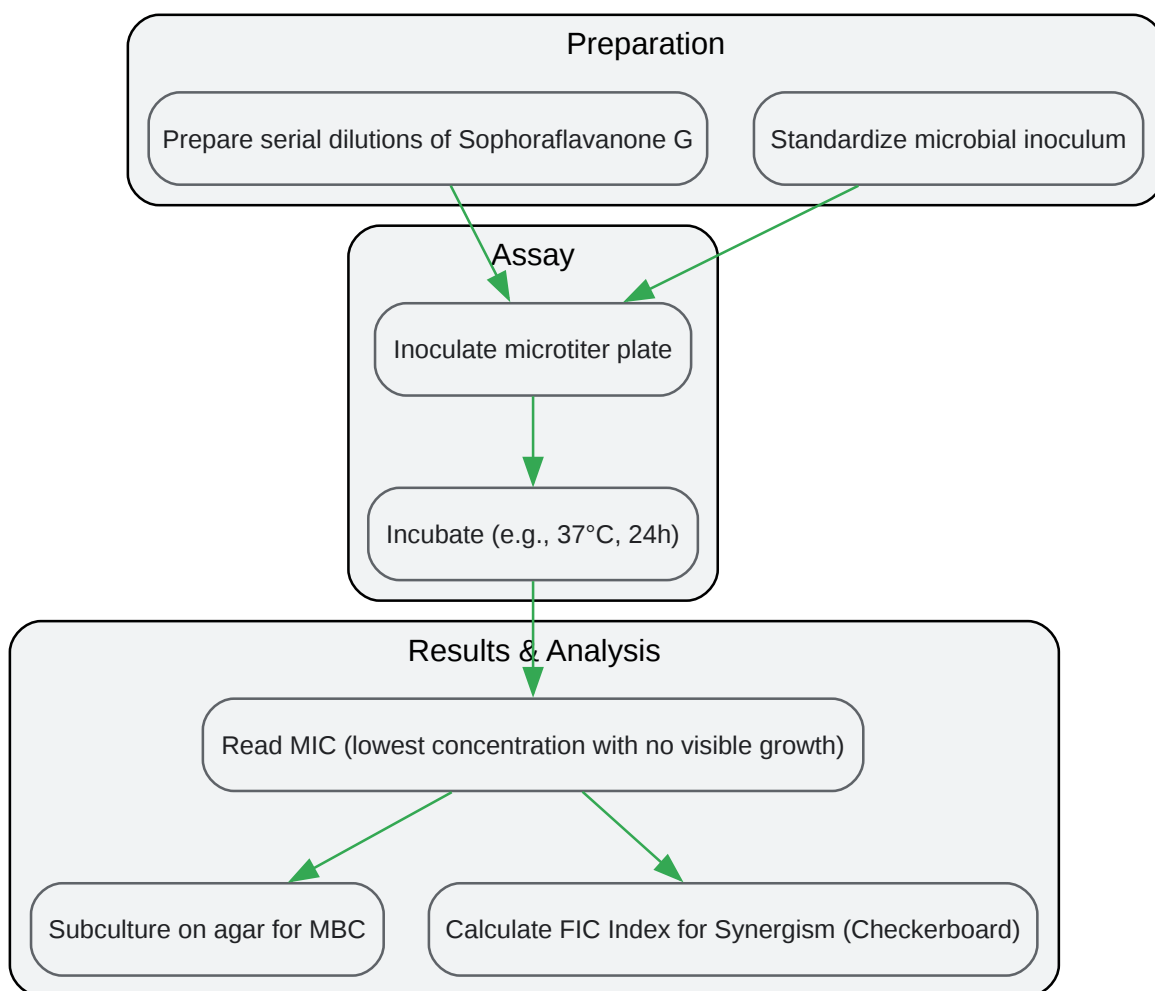 Preparation
Prepare serial dilutions of Sophoraflavanone G
Standardize microbial inoculum
Assay
Inoculate microtiter plate
Incubate (e.g., 37°C, 24h)
Results & Analysis
Read MIC (lowest concentration with no visible growth)
Subculture on agar for MBC
Calculate FIC Index for Synergism (Checkerboard)